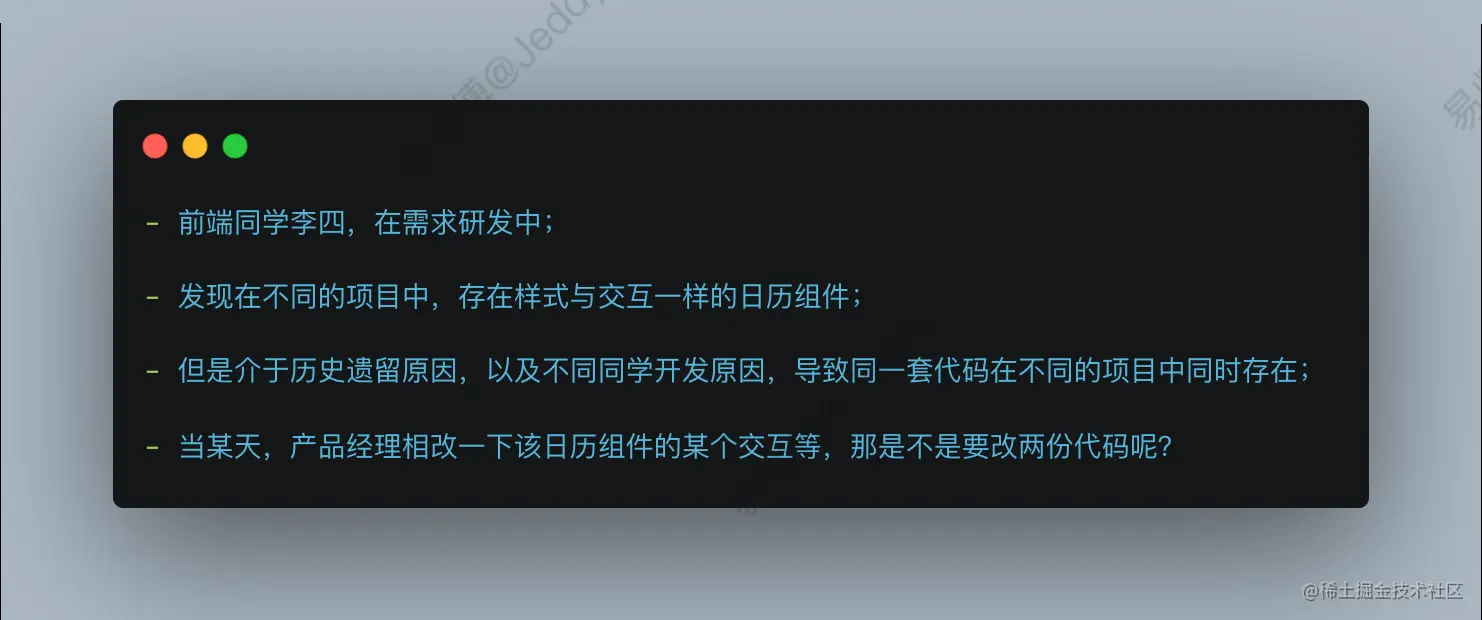 博@Jeddy
易
- 前端同学李四，在需求研发中；
- 发现在不同的项目中，存在样式与交互一样的日历组件；
- 但是介于历史遗留原因，以及不同同学开发原因，导致同一套代码在不同的项目中同时存在；
- 当某天，产品经理相改一下该日历组件的某个交互等，那是不是要改两份代码呢？
@稀土掘金技术社区